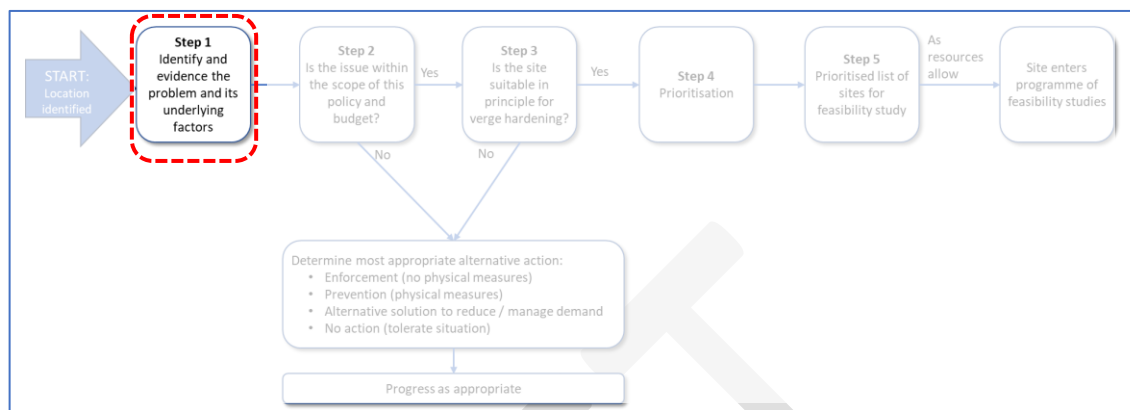 START:
Location
identified
Step 1
Identify and
evidence the
problem and its
underlying
factors
Step 2
Is the issue within
the scope of this
policy and
budget?
Yes
Step 3
Is the site
suitable in
principle for
verge hardening?
Yes
Step 4
Prioritisation
Step 5
Prioritised list of
sites for
feasibility study
As
resources
allow
Site enters
programme of
feasibility studies
No
No
Determine most appropriate alternative action:
• Enforcement (no physical measures)
• Prevention (physical measures)
• Alternative solution to reduce / manage demand
• No action (tolerate situation)
Progress as appropriate